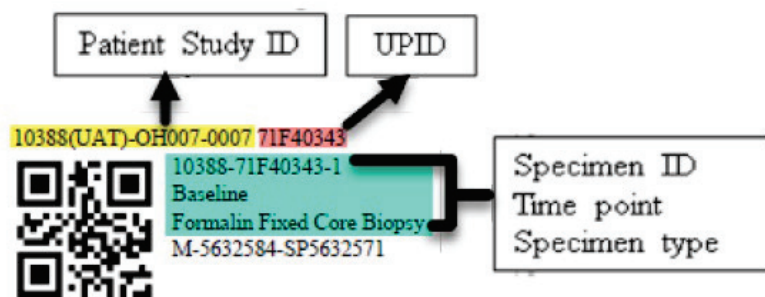 Patient Study ID
UPID
10388(UAT)-OH007-0007 71F40343
10388-71F40343-1
Baseline
Formalin Fixed Core Biopsy
M-5632584-SP5632571
Specimen ID
Time point
Specimen type